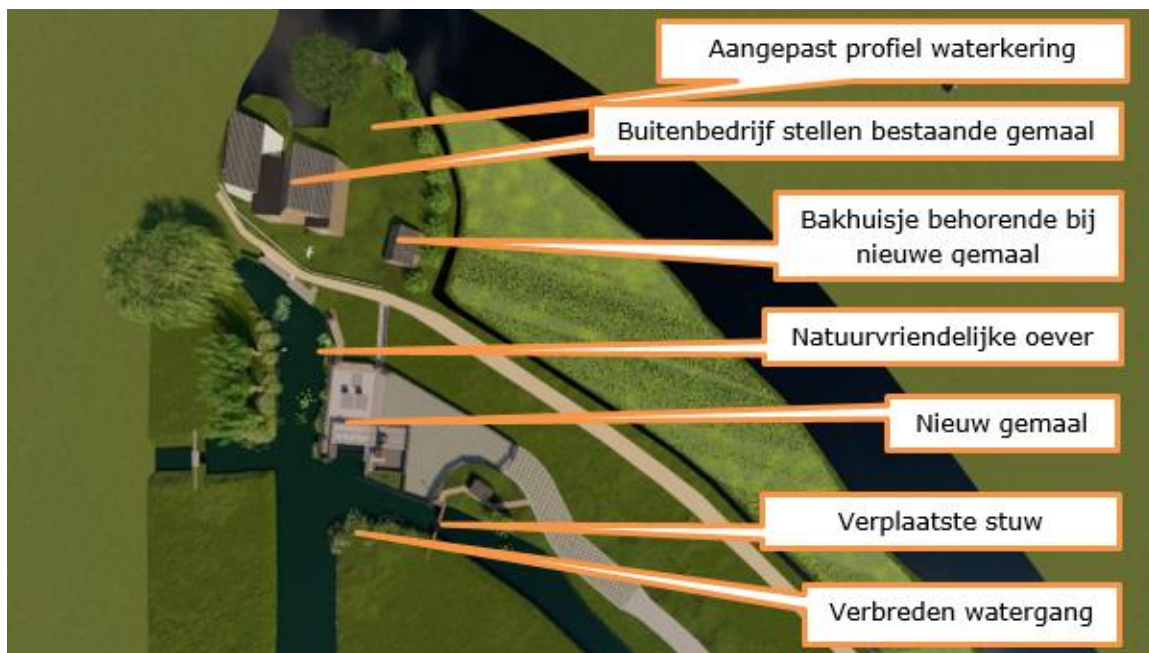 Aangepast profiel waterkering
Buitenbedrijf stellen bestaande gemaal
Bakhuisje behorende bij
nieuwe gemaal
Natuurvriendelijke oever
Nieuw gemaal
Verplaatste stuw
Verbreden watergang